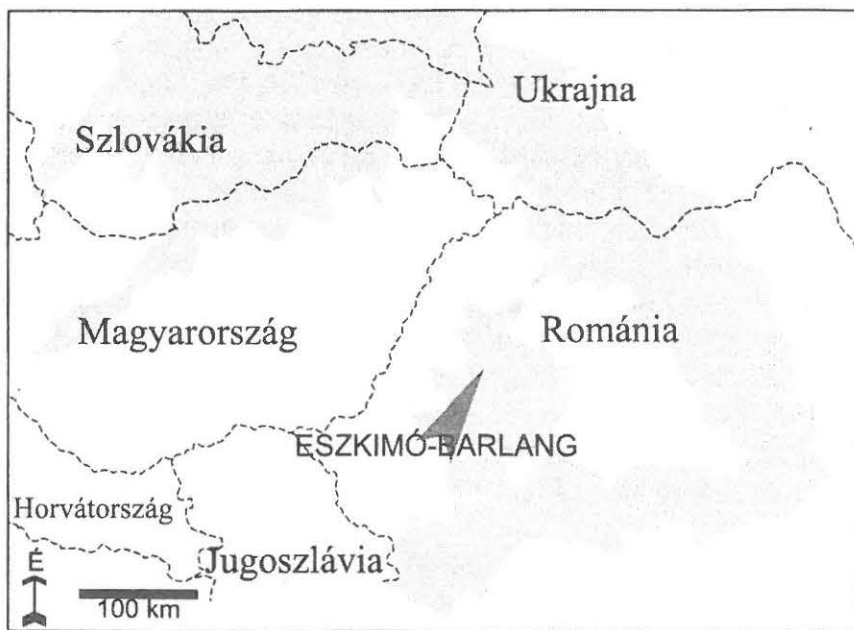 Ukrajna
Szlovákia
Magyarország
Románia
ESZKIMÓ-BARLANG
Horvátország
Jugoszlávia
É
100 km